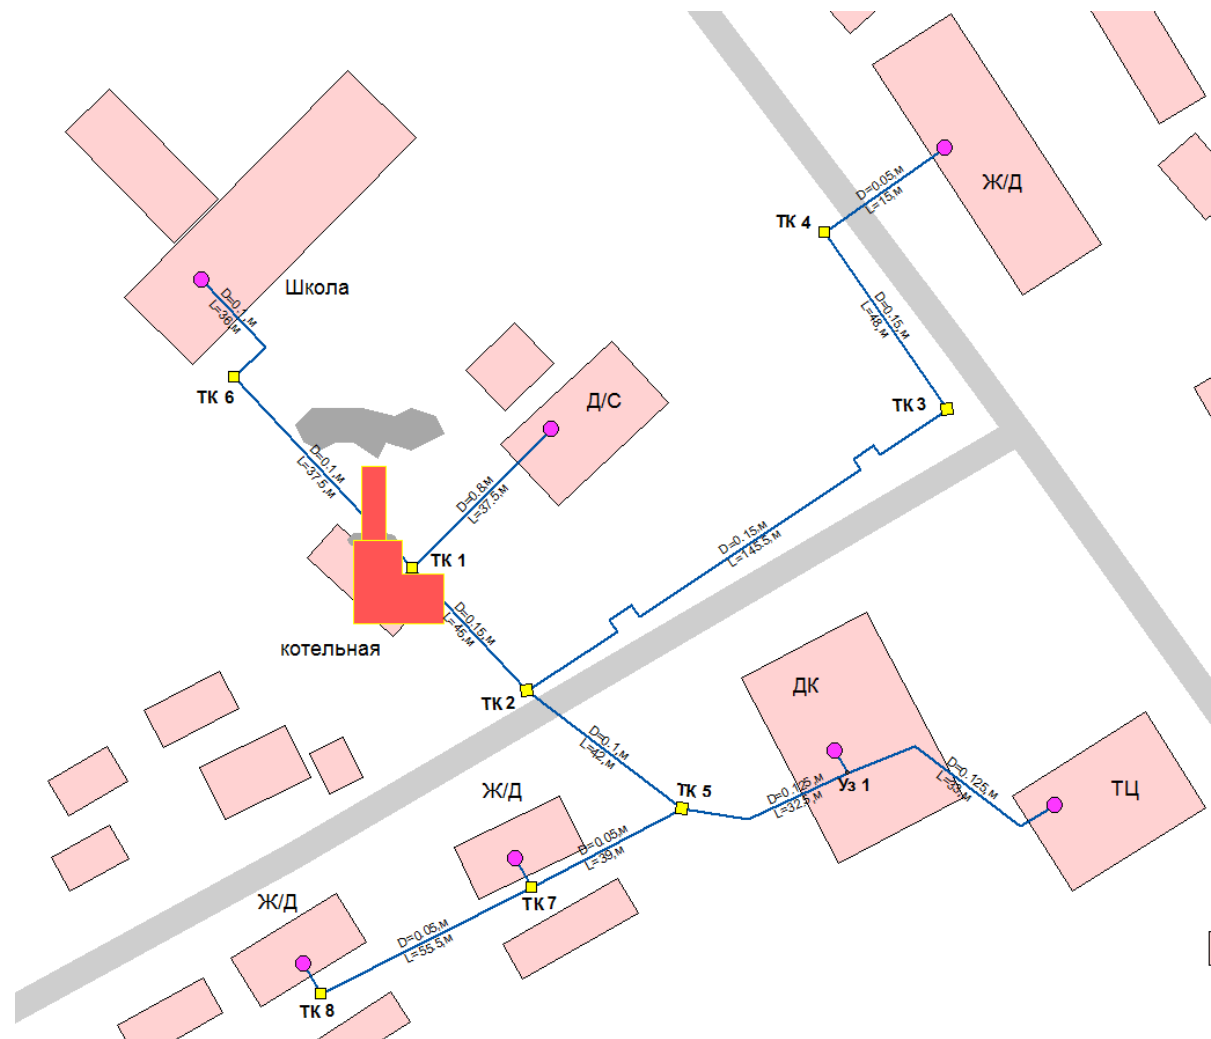 Ж/Д
D=0.05,м
L=15,м
ТК 4
Школа
D=0.1,м
L=36,м
D=0.15,м
L=48,м
ТК 6
Д/С
ТК 3
D=0.1,м
L=37.5,м
D=0.8,м
L=37.5,м
D=0.15,м
L=145.5,м
ТК 1
D=0.15,м
L=45,м
котельная
ТК 2
ДК
D=0.1,м
L=42,м
Ж/Д
ТК 5
D=0.125,м
L=32.5,м
Уз 1
D=0.125,м
L=33,м
ТЦ
D=0.05,м
L=39,м
Ж/Д
ТК 7
D=0.05,м
L=55.5,м
ТК 8